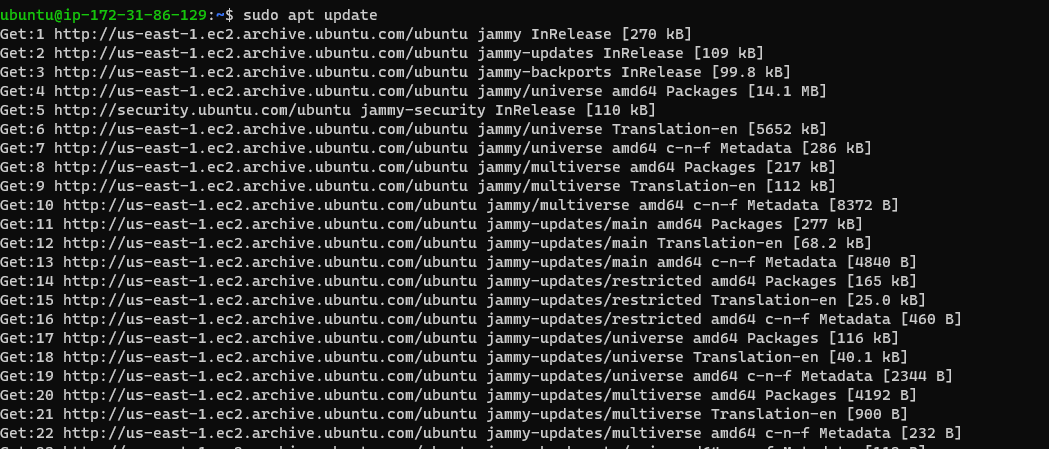 ubuntu@ip-172-31-86-129:~$ sudo apt update
Get:1 http://us-east-1.ec2.archive.ubuntu.com/ubuntu jammy InRelease [270 kB]
Get:2 http://us-east-1.ec2.archive.ubuntu.com/ubuntu jammy-updates InRelease [109 kB]
Get:3 http://us-east-1.ec2.archive.ubuntu.com/ubuntu jammy-backports InRelease [99.8 kB]
Get:4 http://us-east-1.ec2.archive.ubuntu.com/ubuntu jammy/universe amd64 Packages [14.1 MB]
Get:5 http://security.ubuntu.com/ubuntu jammy-security InRelease [110 kB]
Get:6 http://us-east-1.ec2.archive.ubuntu.com/ubuntu jammy/universe Translation-en [5652 kB]
Get:7 http://us-east-1.ec2.archive.ubuntu.com/ubuntu jammy/universe amd64 c-n-f Metadata [286 kB]
Get:8 http://us-east-1.ec2.archive.ubuntu.com/ubuntu jammy/multiverse amd64 Packages [217 kB]
Get:9 http://us-east-1.ec2.archive.ubuntu.com/ubuntu jammy/multiverse Translation-en [112 kB]
Get:10 http://us-east-1.ec2.archive.ubuntu.com/ubuntu jammy/multiverse amd64 c-n-f Metadata [8372 B]
Get:11 http://us-east-1.ec2.archive.ubuntu.com/ubuntu jammy-updates/main amd64 Packages [277 kB]
Get:12 http://us-east-1.ec2.archive.ubuntu.com/ubuntu jammy-updates/main Translation-en [68.2 kB]
Get:13 http://us-east-1.ec2.archive.ubuntu.com/ubuntu jammy-updates/main amd64 c-n-f Metadata [4840 B]
Get:14 http://us-east-1.ec2.archive.ubuntu.com/ubuntu jammy-updates/restricted amd64 Packages [165 kB]
Get:15 http://us-east-1.ec2.archive.ubuntu.com/ubuntu jammy-updates/restricted Translation-en [25.0 kB]
Get:16 http://us-east-1.ec2.archive.ubuntu.com/ubuntu jammy-updates/restricted amd64 c-n-f Metadata [460 B]
Get:17 http://us-east-1.ec2.archive.ubuntu.com/ubuntu jammy-updates/universe amd64 Packages [116 kB]
Get:18 http://us-east-1.ec2.archive.ubuntu.com/ubuntu jammy-updates/universe Translation-en [40.1 kB]
Get:19 http://us-east-1.ec2.archive.ubuntu.com/ubuntu jammy-updates/universe amd64 c-n-f Metadata [2344 B]
Get:20 http://us-east-1.ec2.archive.ubuntu.com/ubuntu jammy-updates/multiverse amd64 Packages [4192 B]
Get:21 http://us-east-1.ec2.archive.ubuntu.com/ubuntu jammy-updates/multiverse Translation-en [900 B]
Get:22 http://us-east-1.ec2.archive.ubuntu.com/ubuntu jammy-updates/multiverse amd64 c-n-f Metadata [232 B]